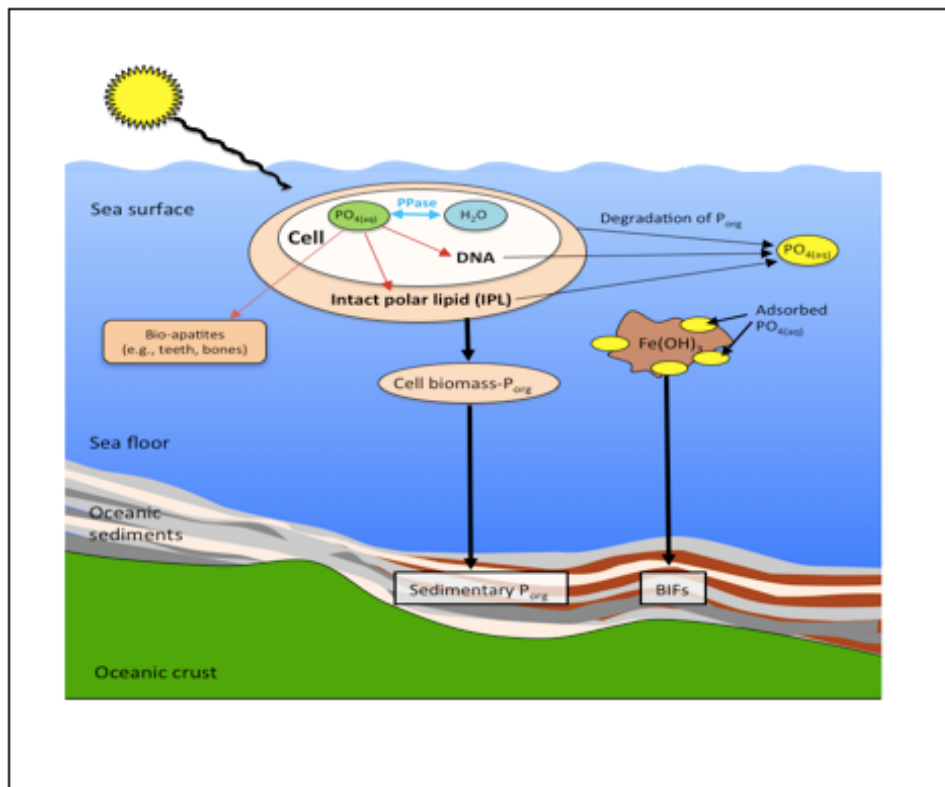 Sea surface
PO4(aq)
PPase
H2O
Cell
DNA
Intact polar lipid (IPL)
Degradation of Porg
PO4(aq)
Bio-apatites
(e.g., teeth, bones)
Adsorbed
PO4(aq)
Fe(OH)3
Cell biomass-Porg
Sea floor
Oceanic
sediments
Sedimentary Porg
BIFs
Oceanic crust